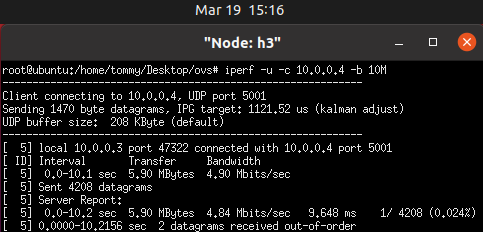 Mar 19 15:16
"Node: h3"
root@ubuntu:/home/tommy/Desktop/ovs# iperf -u -c 10.0.0.4 -b 10M
------------------------------------------------------------
Client connecting to 10.0.0.4, UDP port 5001
Sending 1470 byte datagrams, IPG target: 1121.52 us (kalman adjust)
UDP buffer size:  208 KByte (default)
------------------------------------------------------------
[  5] local 10.0.0.3 port 47322 connected with 10.0.0.4 port 5001
[ ID] Interval       Transfer     Bandwidth
[  5]  0.0-10.1 sec  5.90 MBytes  4.90 Mbits/sec
[  5] Sent 4208 datagrams
[  5] Server Report:
[  5]  0.0-10.2 sec  5.90 MBytes  4.84 Mbits/sec   9.648 ms    1/ 4208 (0.024%)
[  5] 0.0000-10.2156 sec  2 datagrams received out-of-order